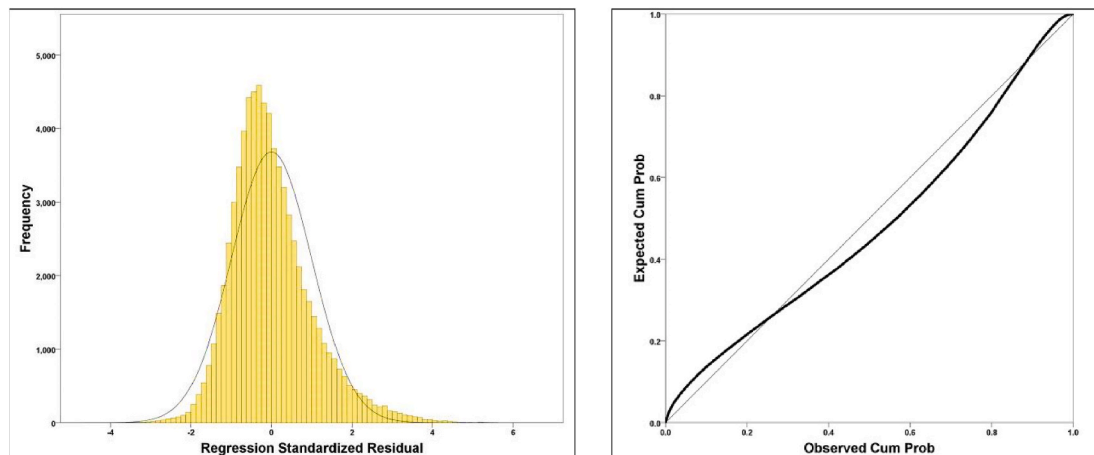 Frequency
5,000
4,000
3,000
2,000
1,000
0
-4 -2 0 2 4 6
Regression Standardized Residual
Expected Cum Prob
1.0
0.8
0.6
0.4
0.2
0.0
0.0 0.2 0.4 0.6 0.8 1.0
Observed Cum Prob